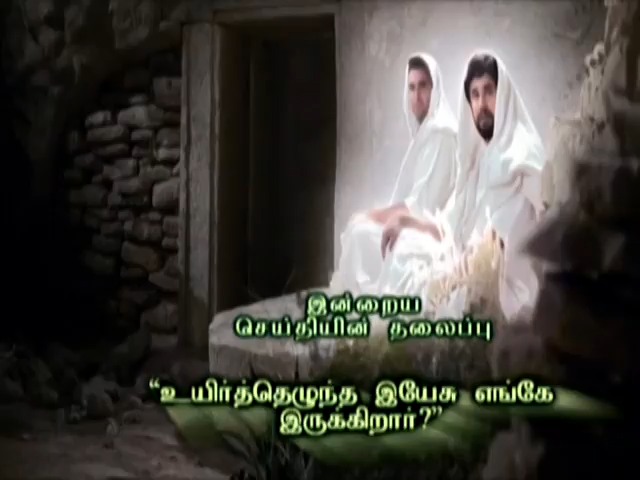 இன்றைய
செய்தியின் தலைப்பு
“உயிர்த்தெழுந்த இயேசு எங்கே
இருக்கிறார்?”